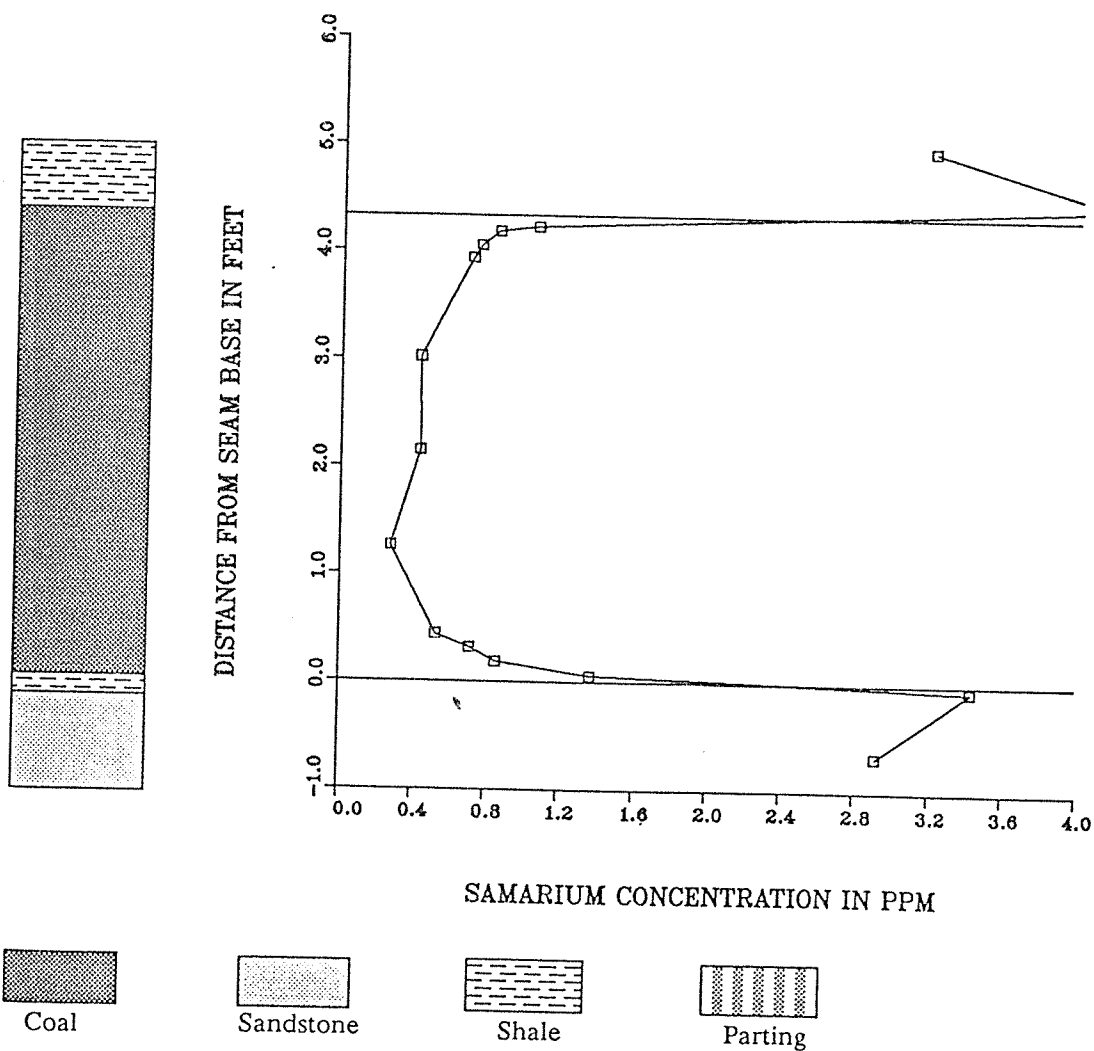 6.0
5.0
4.0
3.0
2.0
1.0
0.0
-1.0
DISTANCE FROM SEAM BASE IN FEET
0.0 0.4 0.8 1.2 1.6 2.0 2.4 2.8 3.2 3.6 4.0
SAMARIUM CONCENTRATION IN PPM
Coal Sandstone Shale Parting